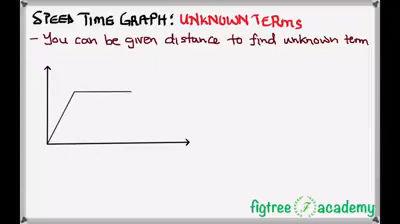 SPEED TIME GRAPH: UNKNOWN TERMS
- You can be given distance to find unknown term
figtree academy